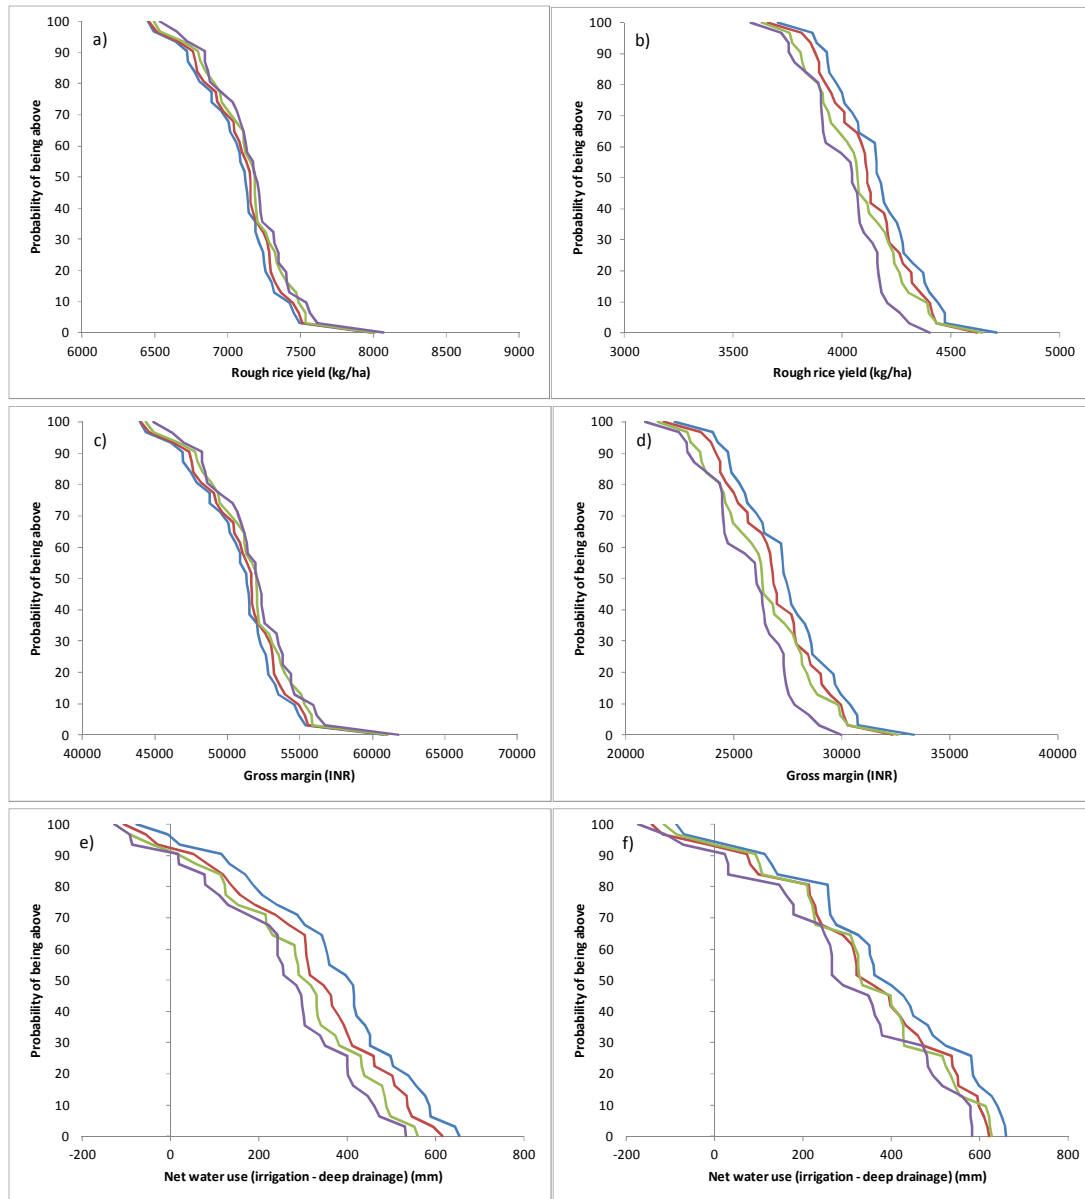 a)
Probability of being above
100
90
80
70
60
50
40
30
20
10
0
6000 6500 7000 7500 8000 8500 9000
Rough rice yield (kg/ha)
b)
Probability of being above
100
90
80
70
60
50
40
30
20
10
0
3000 3500 4000 4500 5000
Rough rice yield (kg/ha)
c)
Probability of being above
100
90
80
70
60
50
40
30
20
10
0
40000 45000 50000 55000 60000 65000 70000
Gross margin (INR)
d)
Probability of being above
100
90
80
70
60
50
40
30
20
10
0
20000 25000 30000 35000 40000
Gross margin (INR)
e)
Probability of being above
100
90
80
70
60
50
40
30
20
10
0
-200 0 200 400 600 800
Net water use (irrigation - deep drainage) (mm)
f)
Probability of being above
100
90
80
70
60
50
40
30
20
10
0
-200 0 200 400 600 800
Net water use (irrigation - deep drainage) (mm)